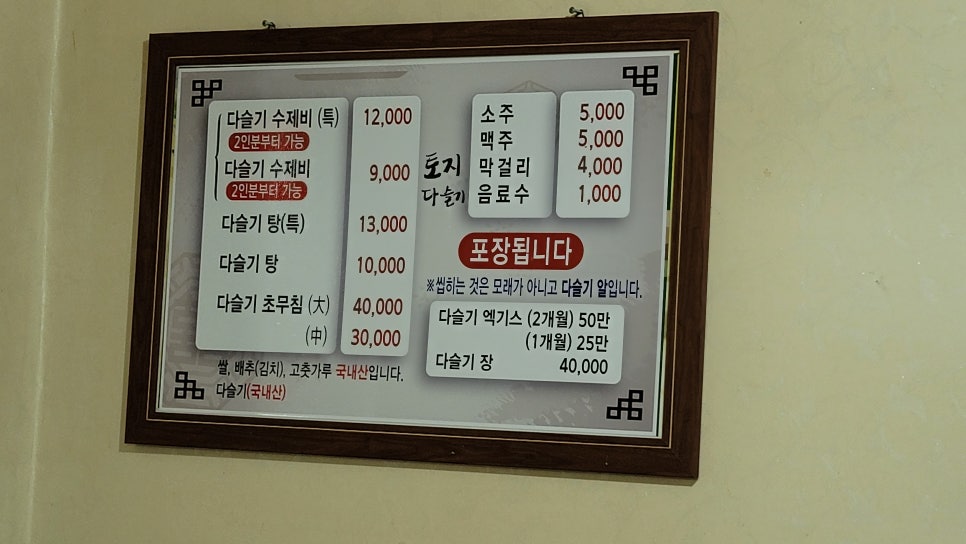 다슬기 수제비 (특) 12,000
2인분부터 가능
다슬기 수제비 9,000
2인분부터 가능
다슬기 탕(특) 13,000
다슬기 탕 10,000
다슬기 초무침 (大) 40,000
(中) 30,000
쌀, 배추(김치), 고춧가루 국내산입니다.
다슬기(국내산)
토지
다슬기
소주 5,000
맥주 5,000
막걸리 4,000
음료수 1,000
포장됩니다
※씹히는 것은 모래가 아니고 다슬기 알입니다.
다슬기 엑기스 (2개월) 50만
(1개월) 25만
다슬기 장 40,000